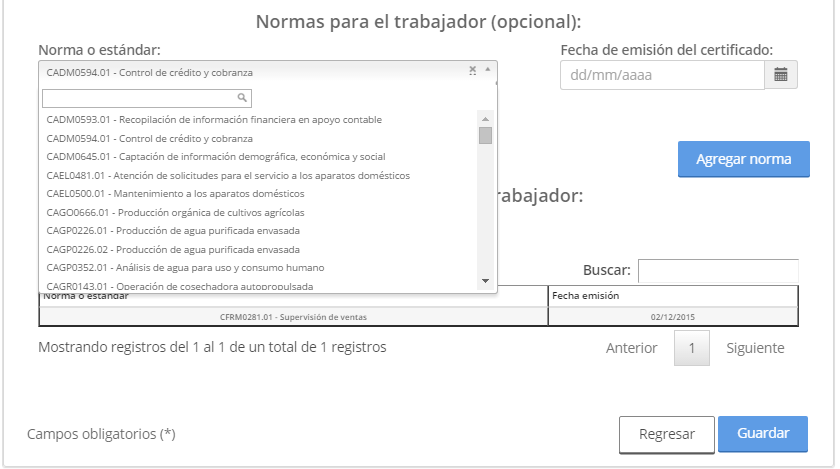 Normas para el trabajador (opcional):
Norma o estándar:
Fecha de emisión del certificado:
CADM0594.01 - Control de crédito y cobranza
dd/mm/aaaa
CADM0593.01 - Recopilación de información financiera en apoyo contable
CADM0594.01 - Control de crédito y cobranza
CADM0645.01 - Captación de información demográfica, económica y social
CAEL0481.01 - Atención de solicitudes para el servicio a los aparatos domésticos
CAEL0500.01 - Mantenimiento a los aparatos domésticos
CAGO0666.01 - Producción orgánica de cultivos agrícolas
CAGP0226.01 - Producción de agua purificada envasada
CAGP0226.02 - Producción de agua purificada envasada
CAGP0352.01 - Análisis de agua para uso y consumo humano
CAGR0143.01 - Operación de cosechadora autopropulsada
Agregar norma
rabajador:
Buscar:
Norma o estándar
Fecha emisión
CFRM0281.01 - Supervisión de ventas
02/12/2015
Mostrando registros del 1 al 1 de un total de 1 registros
Anterior 1 Siguiente
Campos obligatorios (*)
Regresar
Guardar